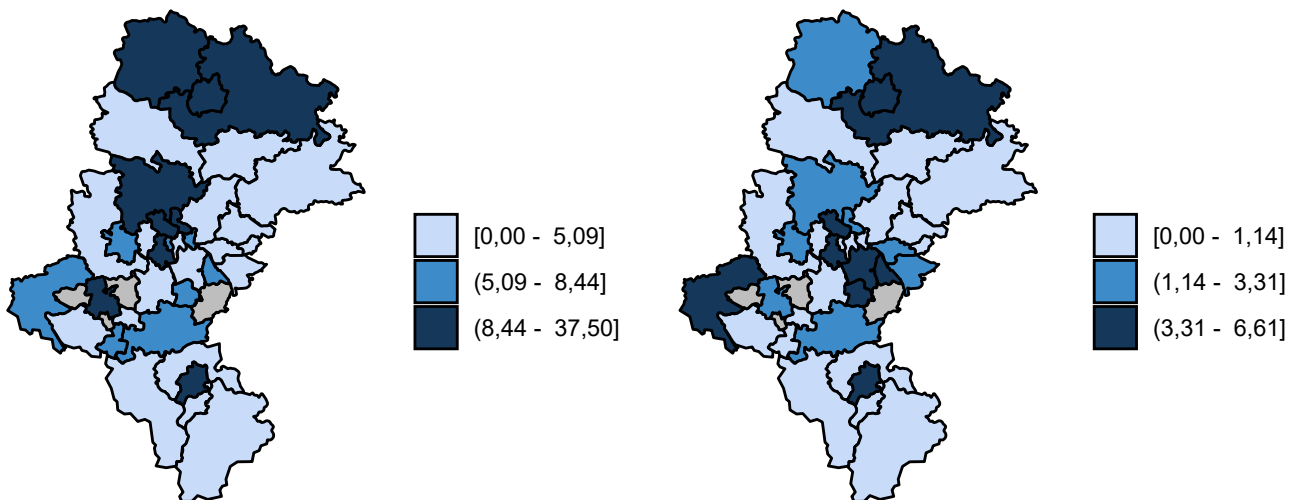 [0,00 - 5,09]
(5,09 - 8,44]
(8,44 - 37,50]
[0,00 - 1,14]
(1,14 - 3,31]
(3,31 - 6,61]